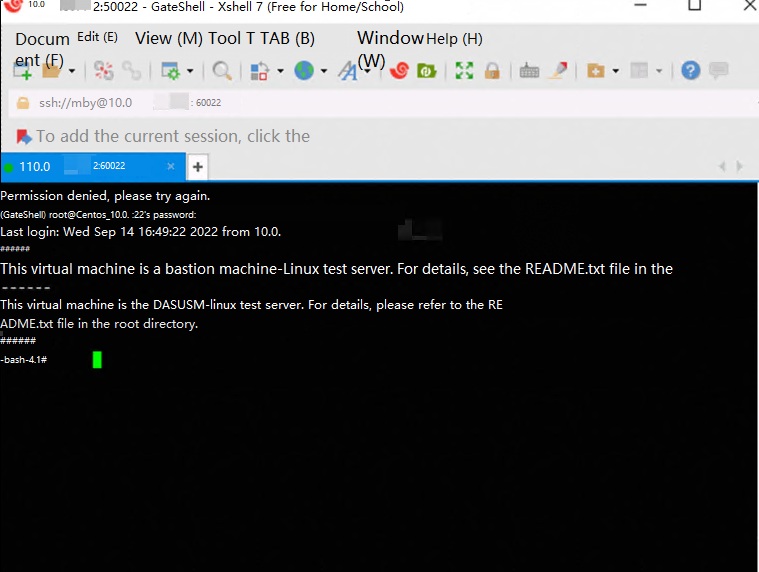 10.0 2:50022 - GateShell - Xshell 7 (Free for Home/School)
Document (F) Edit (E) View (M) Tool T TAB (B) Window (W) Help (H)
ssh://mby@10.0 : 60022
To add the current session, click the
110.0 2:60022
Permission denied, please try again.
(GateShell) root@Centos_10.0. :22's password:
Last login: Wed Sep 14 16:49:22 2022 from 10.0.
######
This virtual machine is a bastion machine-Linux test server. For details, see the README.txt file in the
------
This virtual machine is the DASUSM-linux test server. For details, please refer to the RE
ADME.txt file in the root directory.
######
-bash-4.1#